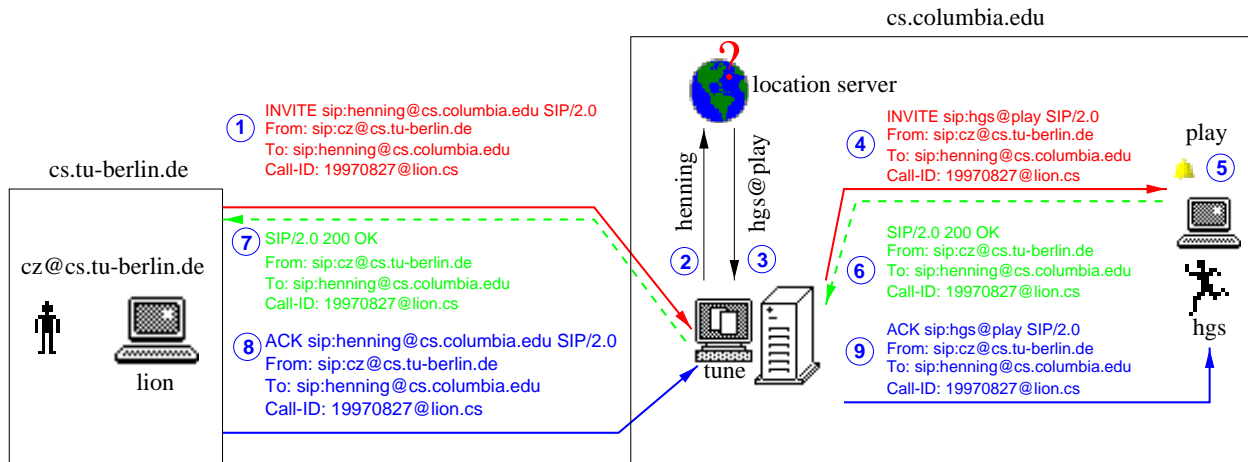 cs.columbia.edu
?
location server
1
INVITE sip:henning@cs.columbia.edu SIP/2.0
From: sip:cz@cs.tu-berlin.de
To: sip:henning@cs.columbia.edu
Call-ID: 19970827@lion.cs
henning
hgs@play
4
INVITE sip:hgs@play SIP/2.0
From: sip:cz@cs.tu-berlin.de
To: sip:henning@cs.columbia.edu
Call-ID: 19970827@lion.cs
play
5
cs.tu-berlin.de
7
SIP/2.0 200 OK
From: sip:cz@cs.tu-berlin.de
To: sip:henning@cs.columbia.edu
Call-ID: 19970827@lion.cs
2
3
6
SIP/2.0 200 OK
From: sip:cz@cs.tu-berlin.de
To: sip:henning@cs.columbia.edu
Call-ID: 19970827@lion.cs
cz@cs.tu-berlin.de
lion
8
ACK sip:henning@cs.columbia.edu SIP/2.0
From: sip:cz@cs.tu-berlin.de
To: sip:henning@cs.columbia.edu
Call-ID: 19970827@lion.cs
tune
9
ACK sip:hgs@play SIP/2.0
From: sip:cz@cs.tu-berlin.de
To: sip:henning@cs.columbia.edu
Call-ID: 19970827@lion.cs
hgs